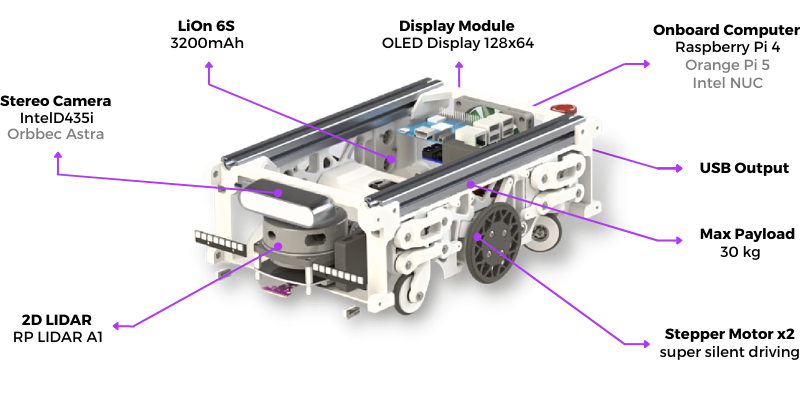 LiOn 6S
3200mAh
Display Module
OLED Display 128x64
Onboard Computer
Raspberry Pi 4
Orange Pi 5
Intel NUC
Stereo Camera
IntelD435i
Orbbec Astra
USB Output
Max Payload
30 kg
2D LIDAR
RP LIDAR A1
Stepper Motor x2
super silent driving